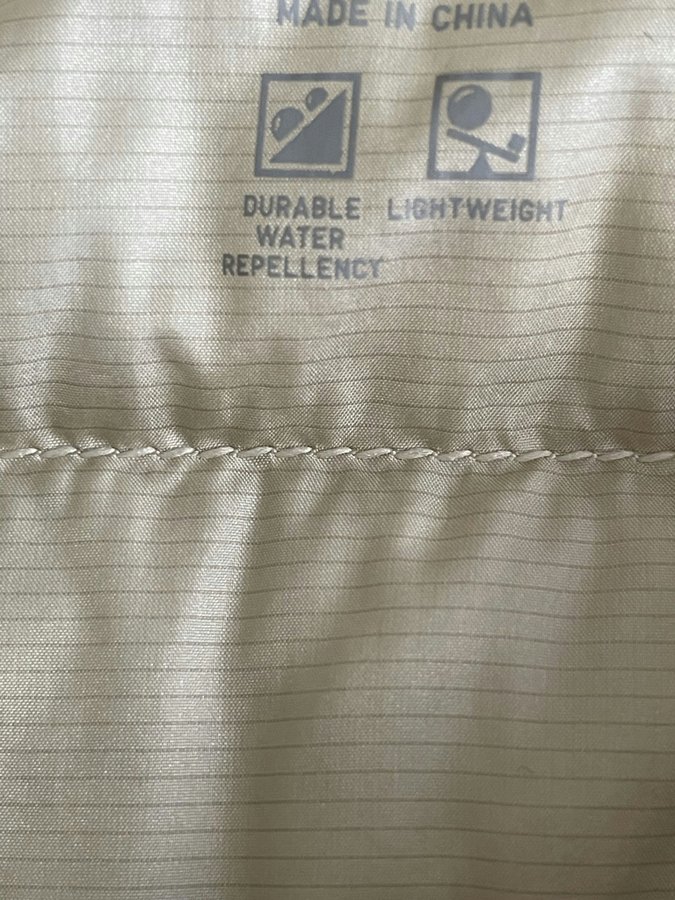 MADE IN CHINA
DURABLE
WATER
REPELLENCY
LIGHTWEIGHT